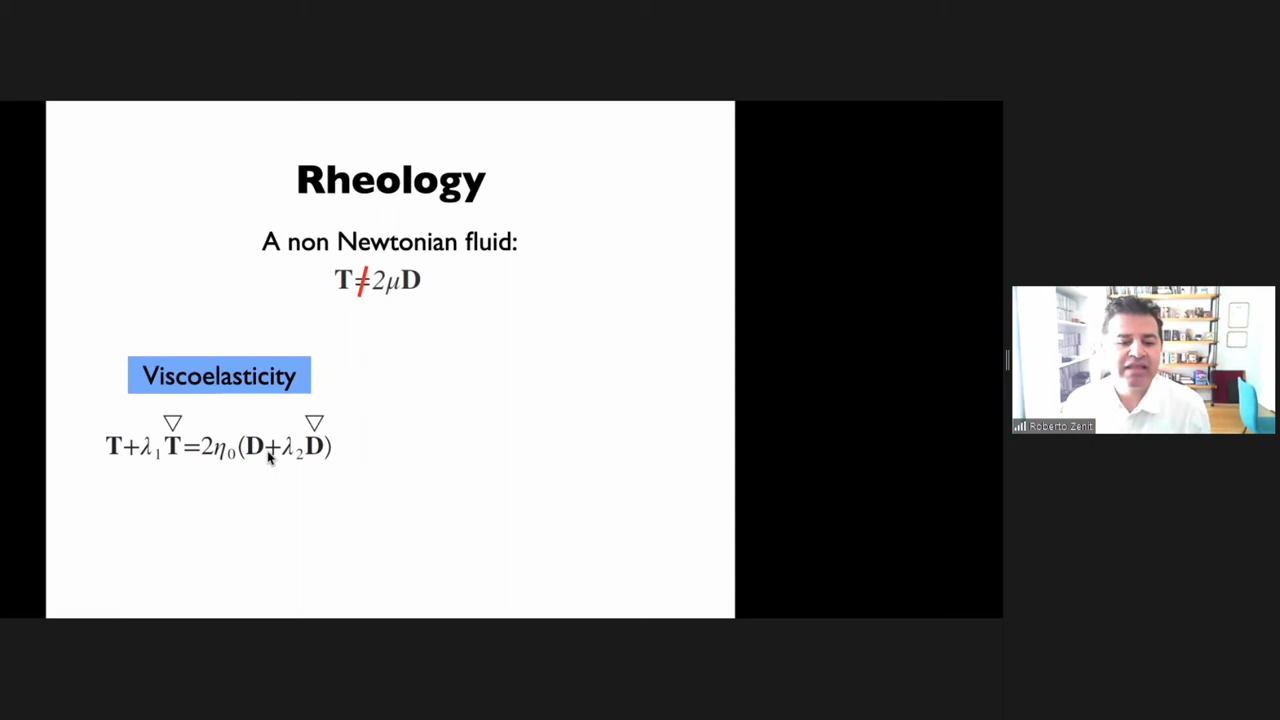 Rheology
A non Newtonian fluid:
T≠2μD
Viscoelasticity
▽ ▽
T+λ₁T=2η₀(D+λ₂D)
Roberto Zenit